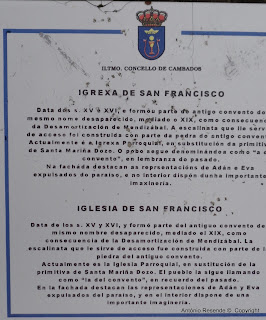 ILTMO. CONCELLO DE CAMBADOS
IGREXA DE SAN FRANCISCO
Data dos s. XV e XVI, e formou parte do antigo convento do
mesmo nome desaparecido, mediado o XIX, como consecuencia
da Desamortización de Mendizábal. A escalinata que lle serve
de acceso foi construida con parte da pedra do antigo convento.
Actualmente é a Igrexa Parroquial, en substitución da primitiva
de Santa Mariña Dozo. O pobo segue denominándoa como "a do
convento", en lembranza do pasado.
Na fachada destacan as representacións de Adán e Eva
expulsados do paraíso, e no interior dispón dunha importante
imaxinería.
IGLESIA DE SAN FRANCISCO
Data de los s. XV y XVI, y formó parte del antiguo convento del
mismo nombre desaparecido, mediado el XIX, como
consecuencia de la Desamortización de Mendizábal. La
escalinata que le sirve de acceso fue construida con parte de la
piedra del antiguo convento.
Actualmente es la Iglesia Parroquial, en sustitución de la
primitiva de Santa Mariña Dozo. El pueblo la sigue llamando
como "la del convento", en recuerdo del pasado.
En la fachada destacan las representaciones de Adán y Eva
expulsados del paraíso, y en el interior dispone de una
importante imaginería.
António Resende © Copyright